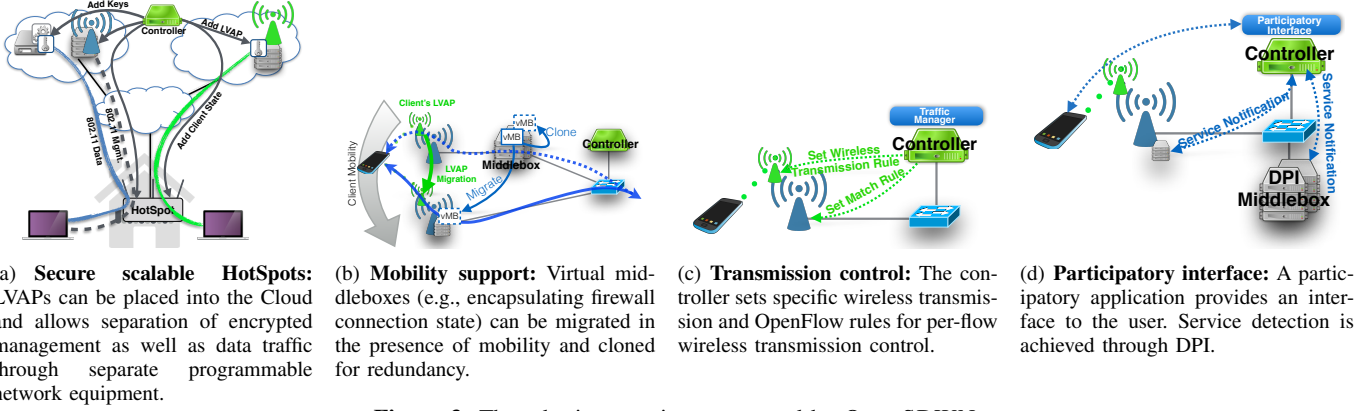 Add Keys
Controller
Add LVAP
802.11 Data
802.11 Mgmt.
Add Client State
HotSpot
Client Mobility
Client's LVAP
LVAP
Migration
vMB
vMB
Clone
Middlebox
Migrate
vMB
Controller
Traffic
Manager
Controller
Set Wireless
Transmission Rule
Set Match Rule
Participatory
Interface
Controller
Service Notification
Service Notification
DPI
Middlebox
a) Secure scalable HotSpots:
LVAPs can be placed into the Cloud
and allows separation of encrypted
management as well as data traffic
through separate programmable
network equipment.
(b) Mobility support: Virtual mid-
dleboxes (e.g., encapsulating firewall
connection state) can be migrated in
the presence of mobility and cloned
for redundancy.
(c) Transmission control: The con-
troller sets specific wireless transmis-
sion and OpenFlow rules for per-flow
wireless transmission control.
(d) Participatory interface: A partic-
ipatory application provides an inter-
face to the user. Service detection is
achieved through DPI.